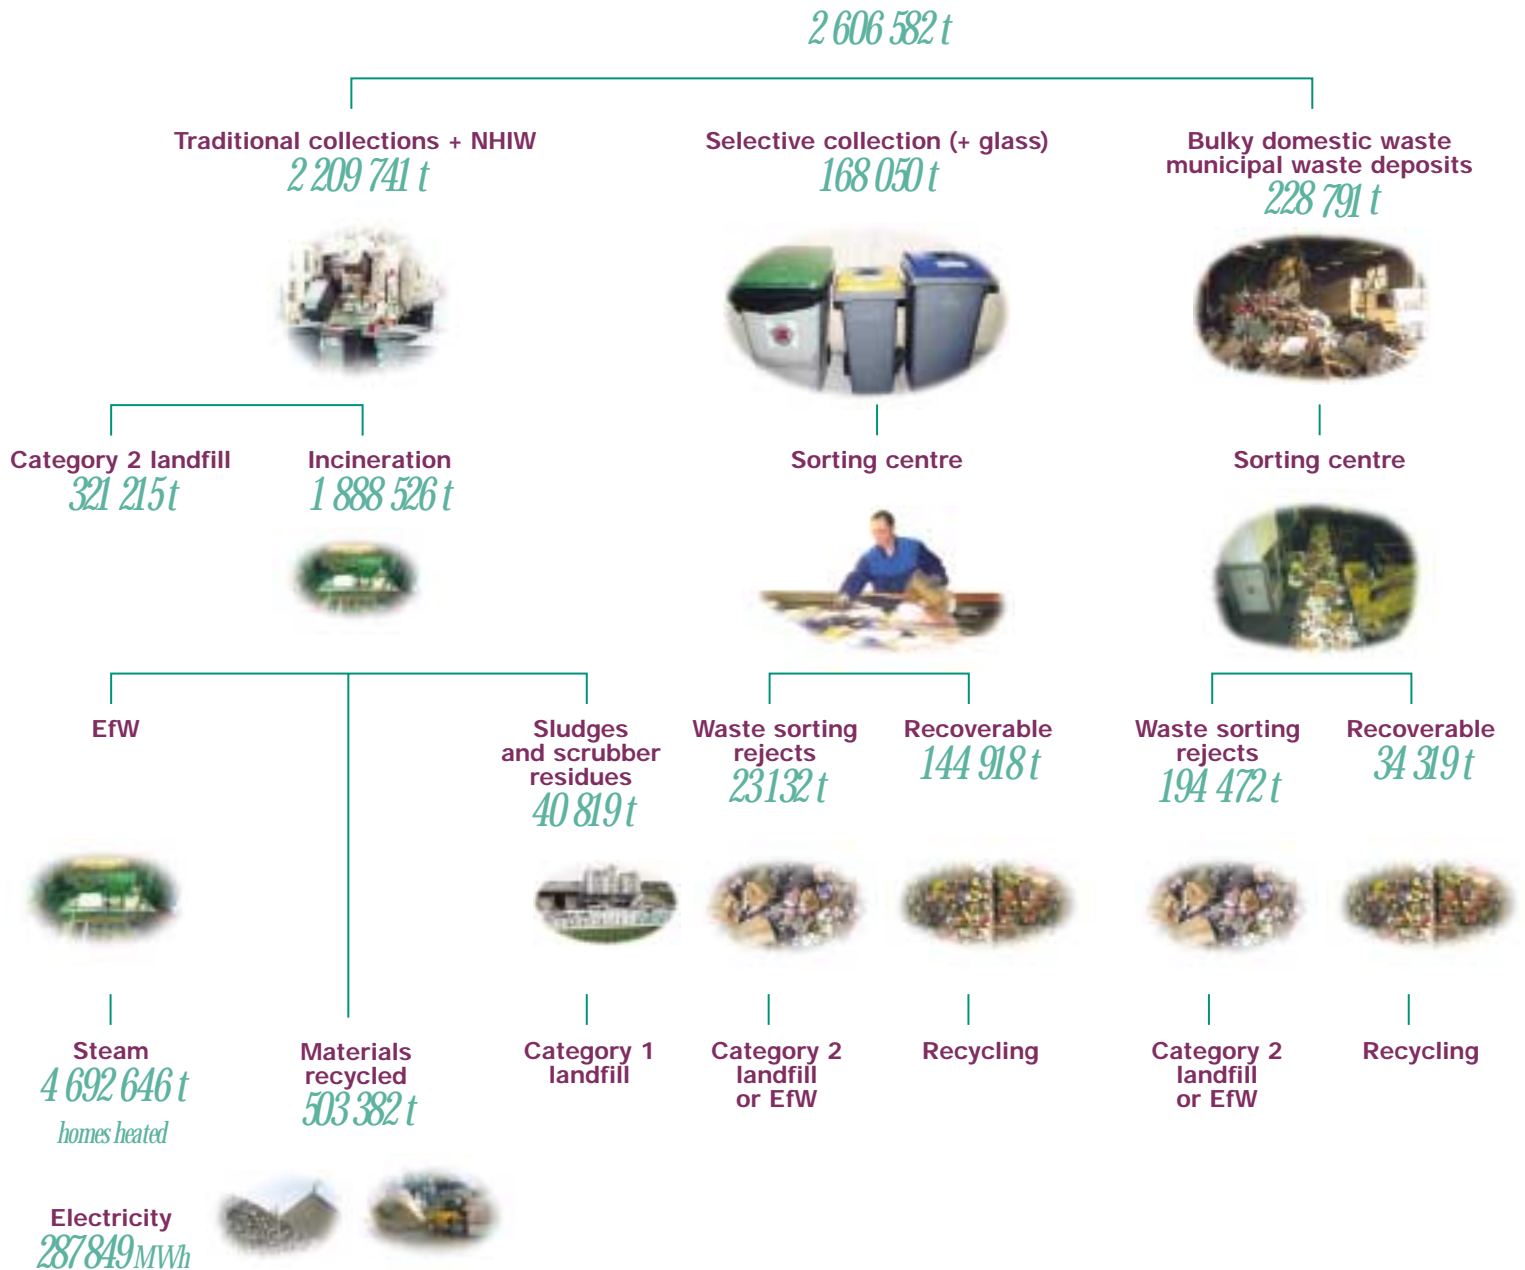 2 606 582 t
Traditional collections + NHIW
2 209 741 t
Selective collection (+ glass)
168 050 t
Bulky domestic waste
municipal waste deposits
228 791 t
Category 2 landfill
321 215 t
Incineration
1 888 526 t
Sorting centre
Sorting centre
EfW
Sludges
and scrubber
residues
40 819 t
Waste sorting
rejects
23132 t
Recoverable
144 918 t
Waste sorting
rejects
194 472 t
Recoverable
34 319 t
Steam
4 692 646 t
homes heated
Materials
recycled
503 382 t
Category 1
landfill
Category 2
landfill
or EfW
Recycling
Category 2
landfill
or EfW
Recycling
Electricity
287 849 MWh